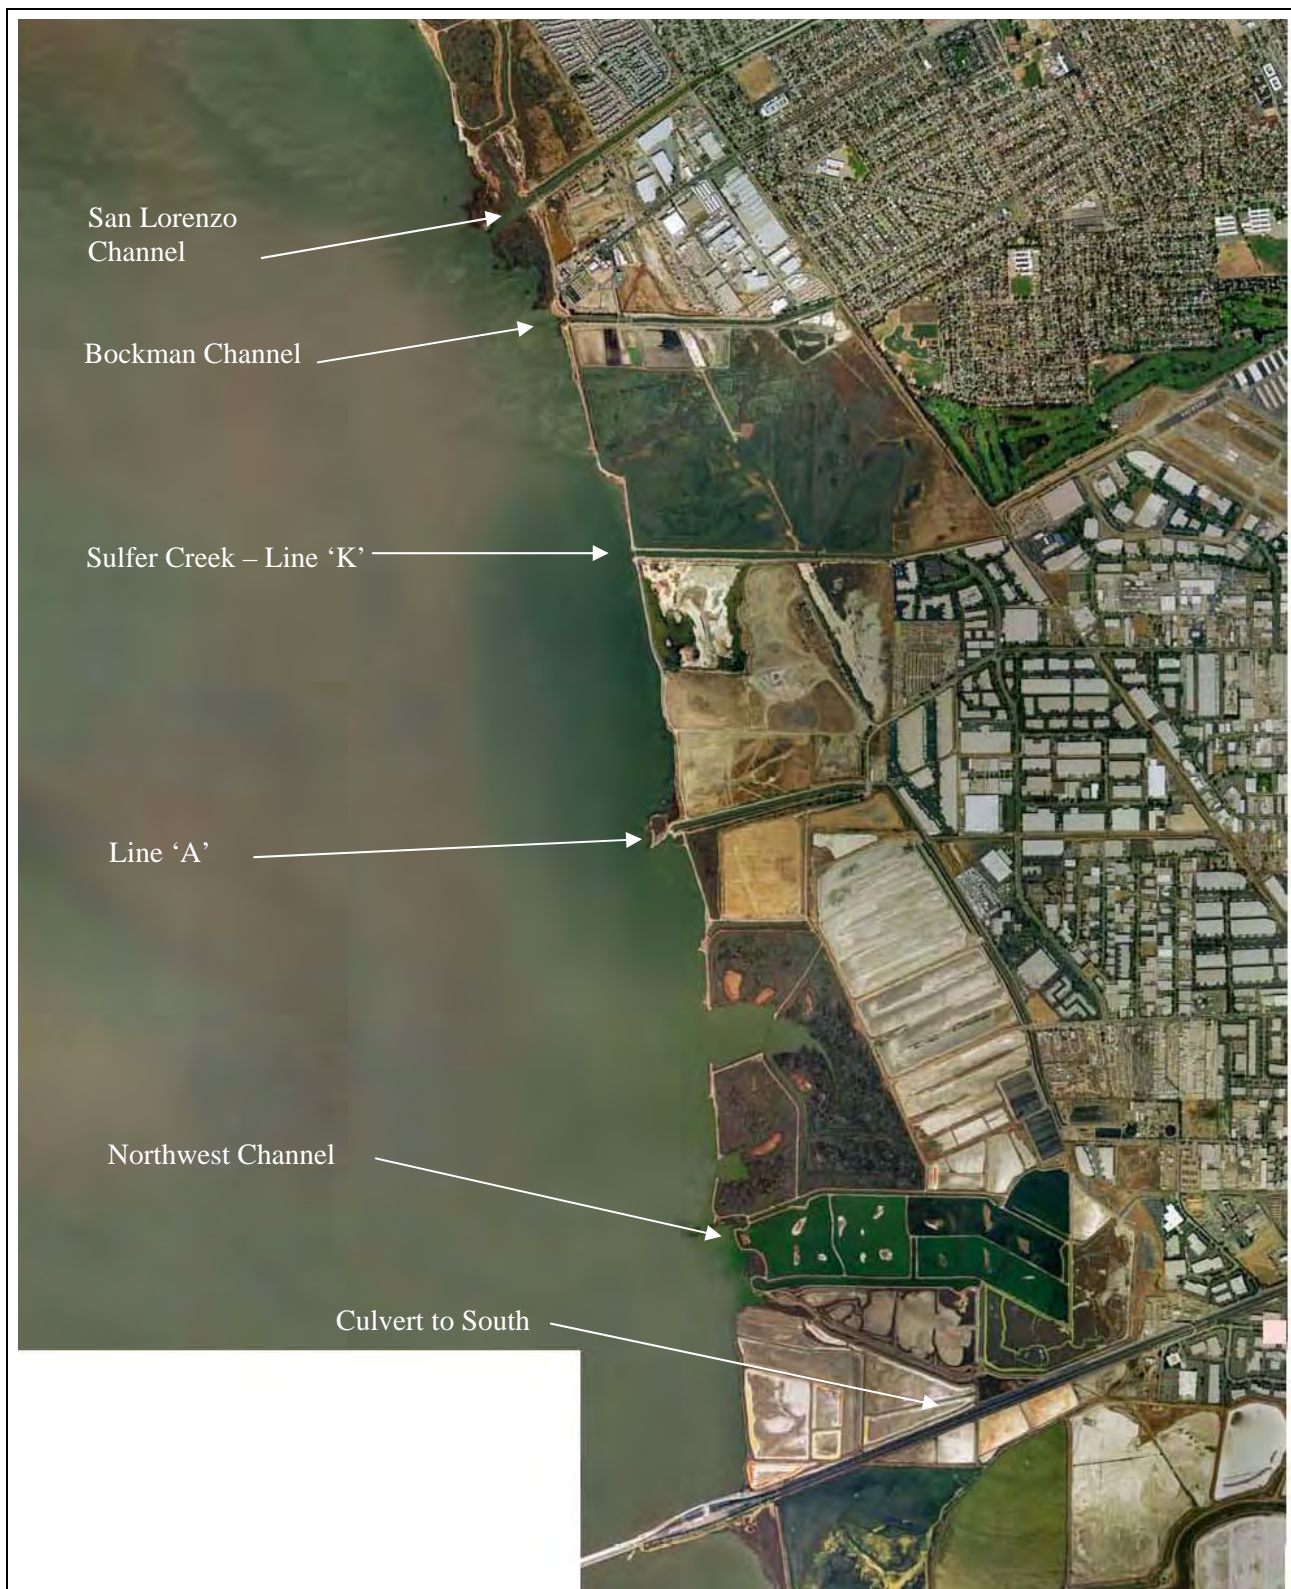 San Lorenzo
Channel
Bockman Channel
Sulfer Creek – Line ‘K’
Line ‘A’
Northwest Channel
Culvert to South